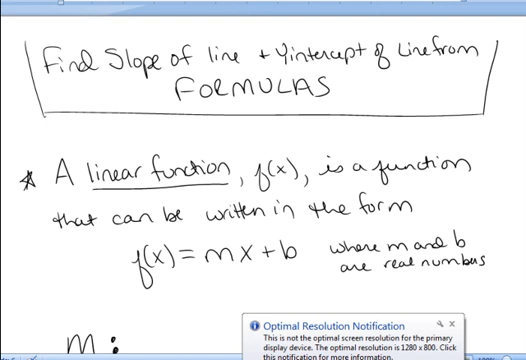 Find Slope of line + Yintercept of Line from
FORMULAS
* A linear function, f(x), is a function
that can be written in the form
f(x) = mx + b where m and b
are real numbers
m:
Optimal Resolution Notification
This is not the optimal screen resolution for the primary
display device. The optimal resolution is 1280 x 800. Click
this notification for more information.
100%